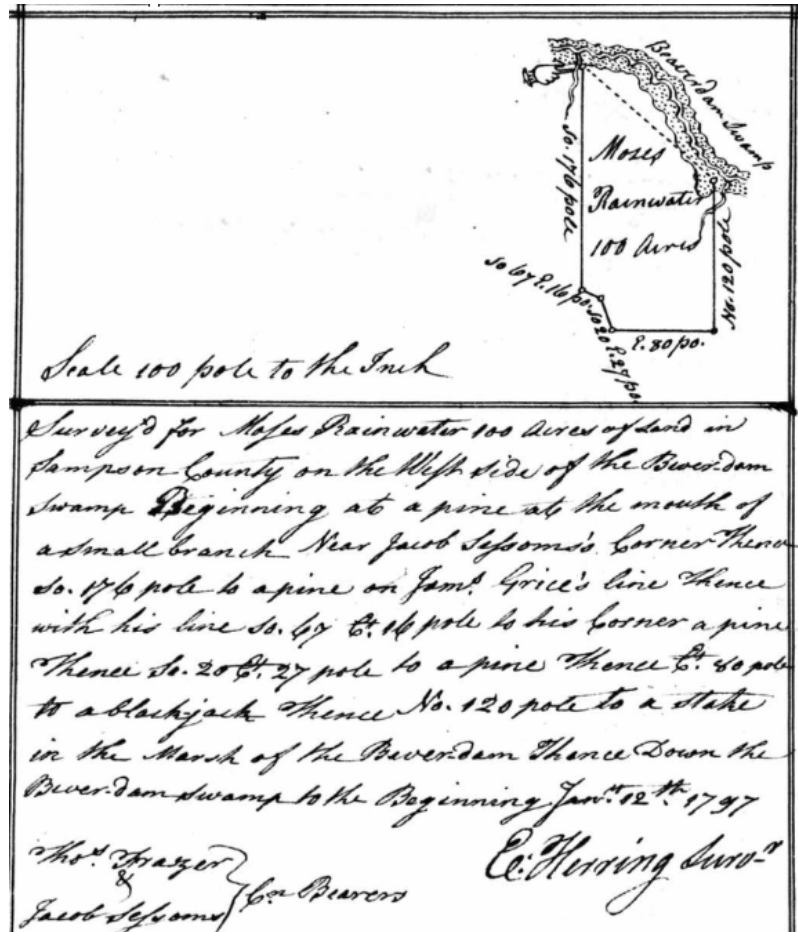 Beaverdam Swamp
So. 176 pole
Moses
Rainwater
100 Acres
No. 120 pole
So 67 E. 16 po.
So 20 E. 27 po.
E. 80 po.
Scale 100 pole to the Inch
Survey'd for Moses Rainwater 100 Acres of Land in
Sampson County on the West side of the Bever-dam
swamp Beginning at a pine at the mouth of
a small branch Near Jacob Sessoms's Corner Thence
So. 176 pole to a pine on Jams. Grice's line Thence
with his line So. 67 Et. 16 pole to his Corner a pine
Thence So. 20 Et. 27 pole to a pine Thence Et. 80 pole
to a blackjack Thence No. 120 pole to a stake
in the Marsh of the Bever-dam Thence Down the
Bever-dam swamp to the Beginning Jany. 12th. 1797
Thos. Frazer
&
Jacob Sessoms
Cn Bearers
E: Herring Survr